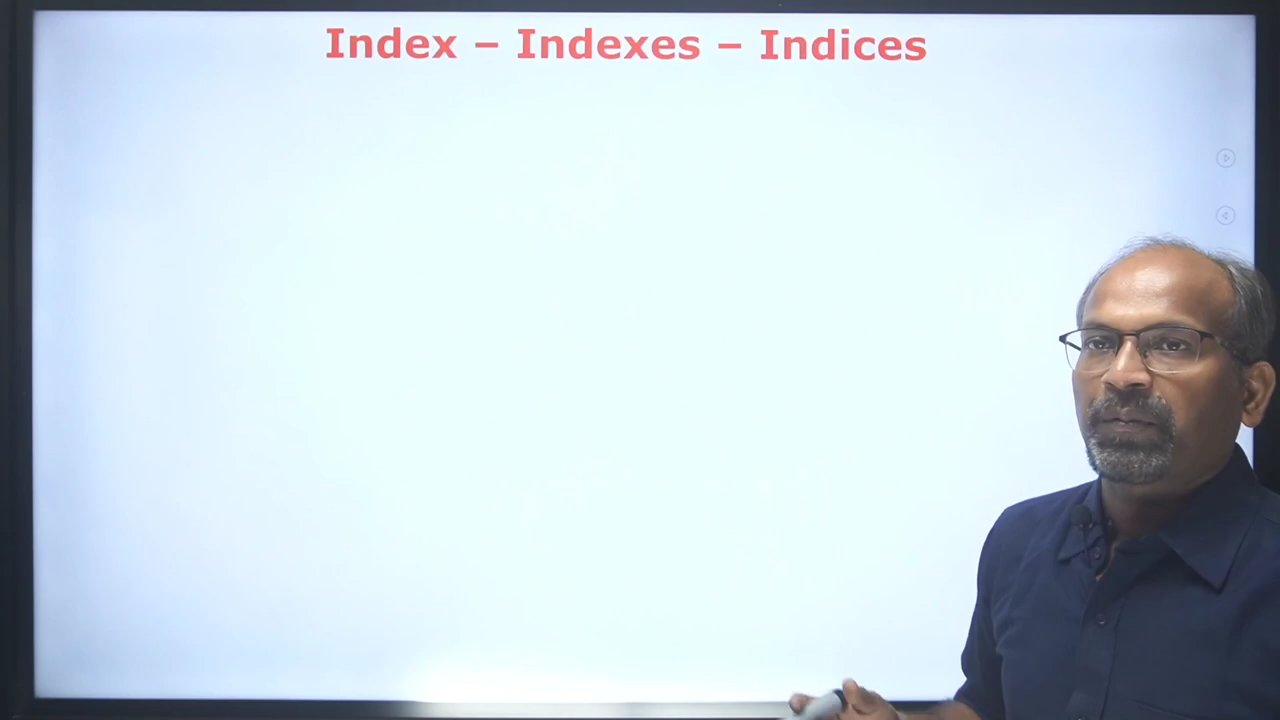 Index – Indexes – Indices